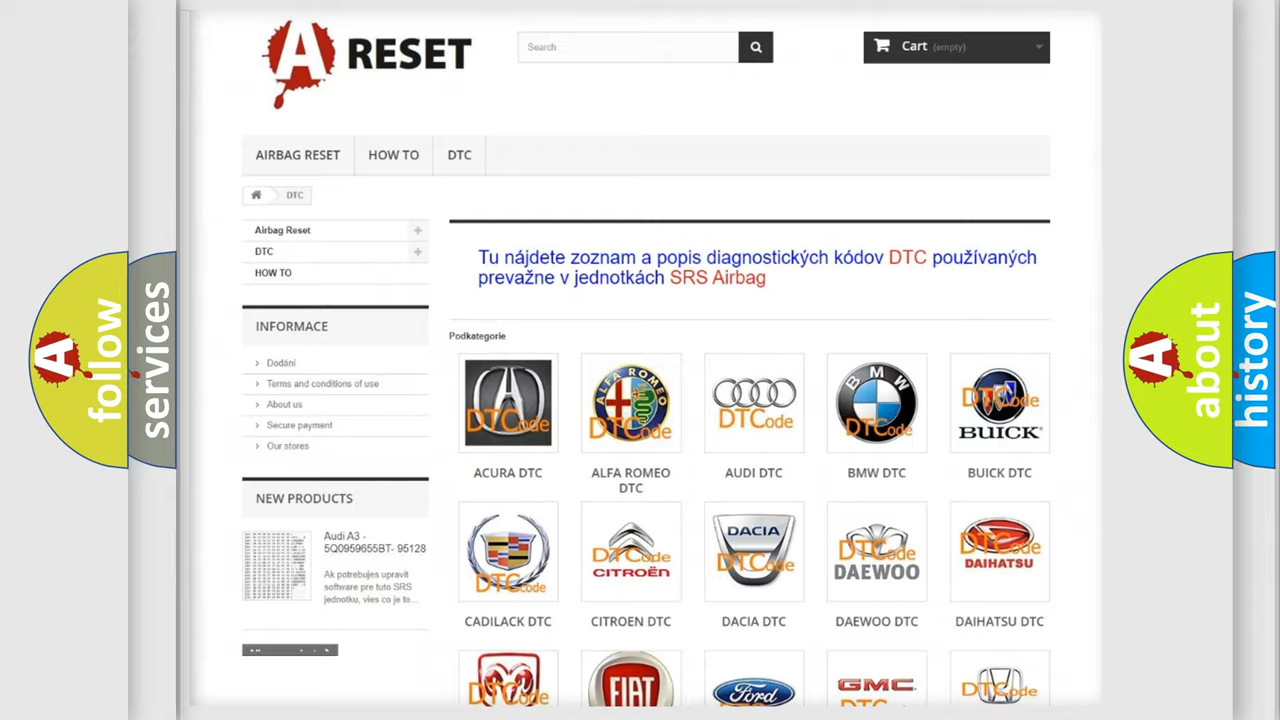 A RESET
Search
Cart (empty)
AIRBAG RESET
HOW TO
DTC
DTC
Airbag Reset
DTC
HOW TO
Tu nájdete zoznam a popis diagnostických kódov DTC používaných
prevažne v jednotkách SRS Airbag
INFORMACE
Dodání
Terms and conditions of use
About us
Secure payment
Our stores
NEW PRODUCTS
Audi A3 -
5Q0959655BT- 95128
Ak potrebujes upravit
software pre tuto SRS
jednotku, vies co je to...
Podkategorie
DTCode
ALFA ROMEO
DTCode
DTCode
BMW
DTCode
DTCode
BUICK
ACURA DTC
ALFA ROMEO
DTC
AUDI DTC
BMW DTC
BUICK DTC
DTCode
DTCode
CITROËN
DACIA
DTCode
DTCode
DAEWOO
DTCode
DAIHATSU
CADILACK DTC
CITROEN DTC
DACIA DTC
DAEWOO DTC
DAIHATSU DTC
DTCode
FIAT
Ford
GMC
DTCode
A
follow
services
A
about
history